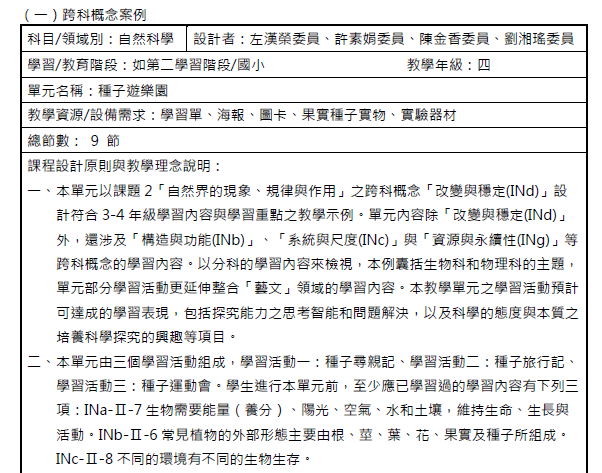 （一）跨科概念案例
科目/領域別：自然科學 設計者：左漢榮委員、許素娟委員、陳金香委員、劉湘瑤委員
學習/教育階段：如第二學習階段/國小 教學年級：四
單元名稱：種子遊樂園
教學資源/設備需求：學習單、海報、圖卡、果實種子實物、實驗器材
總節數： 9 節
課程設計原則與教學理念說明：
一、本單元以課題 2「自然界的現象、規律與作用」之跨科概念「改變與穩定(INd)」設
計符合 3-4 年級學習內容與學習重點之教學示例。單元內容除「改變與穩定(INd)」
外，還涉及「構造與功能(INb)」、「系統與尺度(INc)」與「資源與永續性(INg)」等
跨科概念的學習內容。以分科的學習內容來檢視，本例囊括生物科和物理科的主題，
單元部分學習活動更延伸整合「藝文」領域的學習內容。本教學單元之學習活動預計
可達成的學習表現，包括探究能力之思考智能和問題解決，以及科學的態度與本質之
培養科學探究的興趣等項目。
二、本單元由三個學習活動組成，學習活動一：種子尋親記、學習活動二：種子旅行記、
學習活動三：種子運動會。學生進行本單元前，至少應已學習過的學習內容有下列三
項：INa-Ⅱ-7 生物需要能量（養分）、陽光、空氣、水和土壤，維持生命、生長與
活動。INb-Ⅱ-6 常見植物的外部形態主要由根、莖、葉、花、果實及種子所組成。
INc-Ⅱ-8 不同的環境有不同的生物生存。